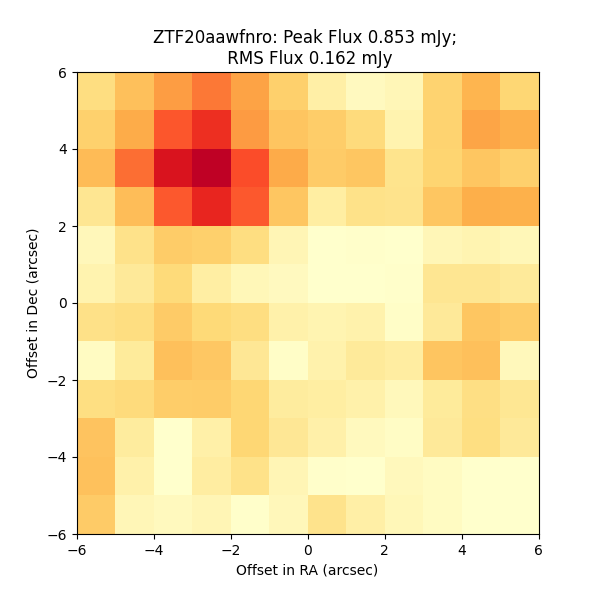 ZTF20aawfnro: Peak Flux 0.853 mJy;
RMS Flux 0.162 mJy
6
4
2
0
−2
−4
−6
Offset in Dec (arcsec)
−6 −4 −2 0 2 4 6
Offset in RA (arcsec)